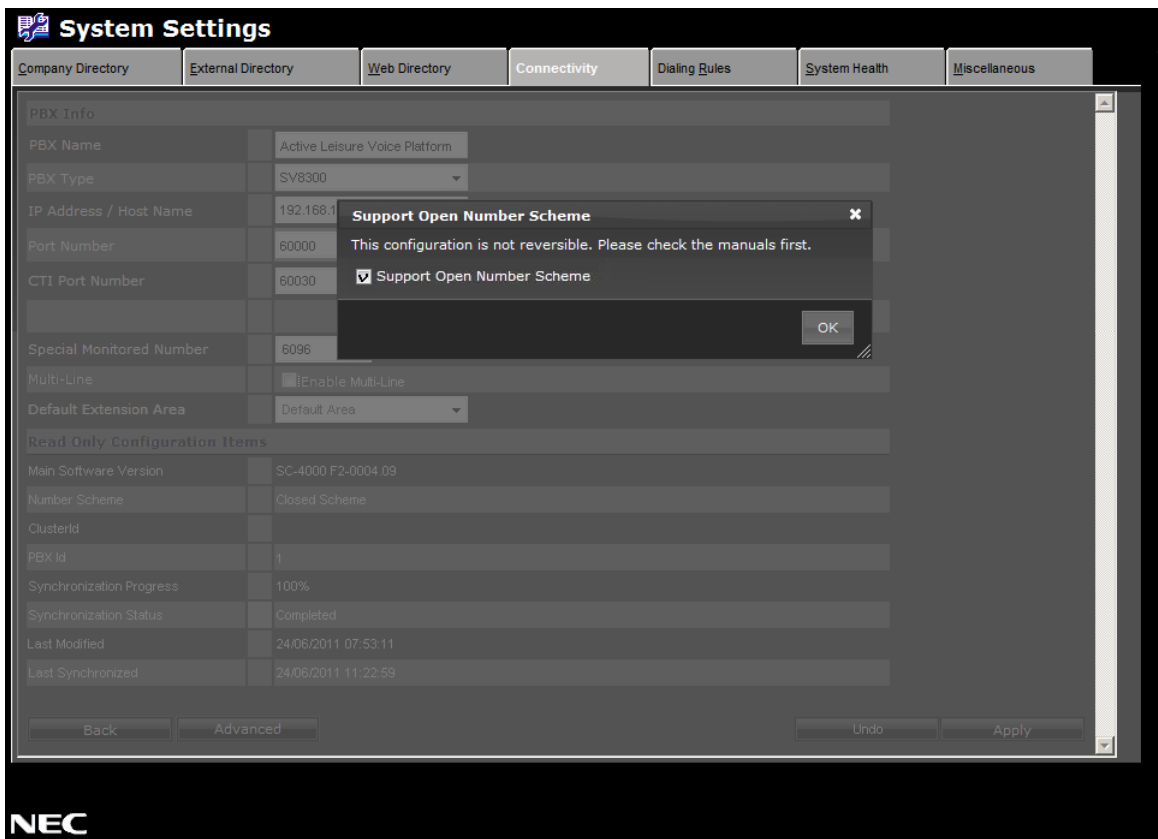 System Settings
Company Directory External Directory Web Directory Connectivity Dialing Rules System Health Miscellaneous
PBX Info
PBX Name Active Leisure Voice Platform
PBX Type SV8300
IP Address / Host Name 192.168.1
Support Open Number Scheme
This configuration is not reversible. Please check the manuals first.
Support Open Number Scheme
OK
Port Number 60000
CTI Port Number 60030
Special Monitored Number 6096
Multi-Line Enable Multi-Line
Default Extension Area Default Area
Read Only Configuration Items
Main Software Version SC-4000 F2-0004.09
Number Scheme Closed Scheme
ClusterId
PBX Id 1
Synchronization Progress 100%
Synchronization Status Completed
Last Modified 24/06/2011 07:53:11
Last Synchronized 24/06/2011 11:22:59
Back Advanced Undo Apply
NEC